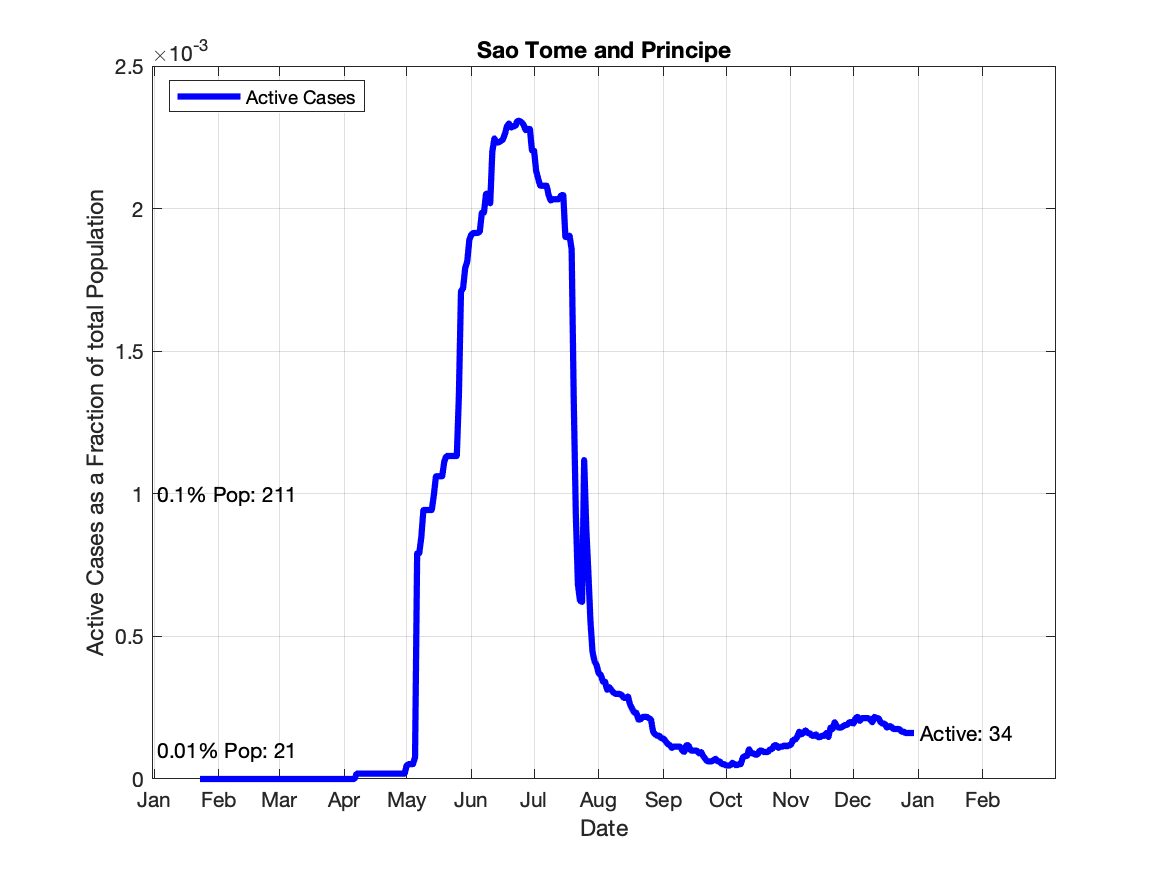 Sao Tome and Principe
×10-3
Active Cases
Active Cases as a Fraction of total Population
2.5
2
1.5
1
0.5
0
0.1% Pop: 211
0.01% Pop: 21
Active: 34
Jan Feb Mar Apr May Jun Jul Aug Sep Oct Nov Dec Jan Feb
Date